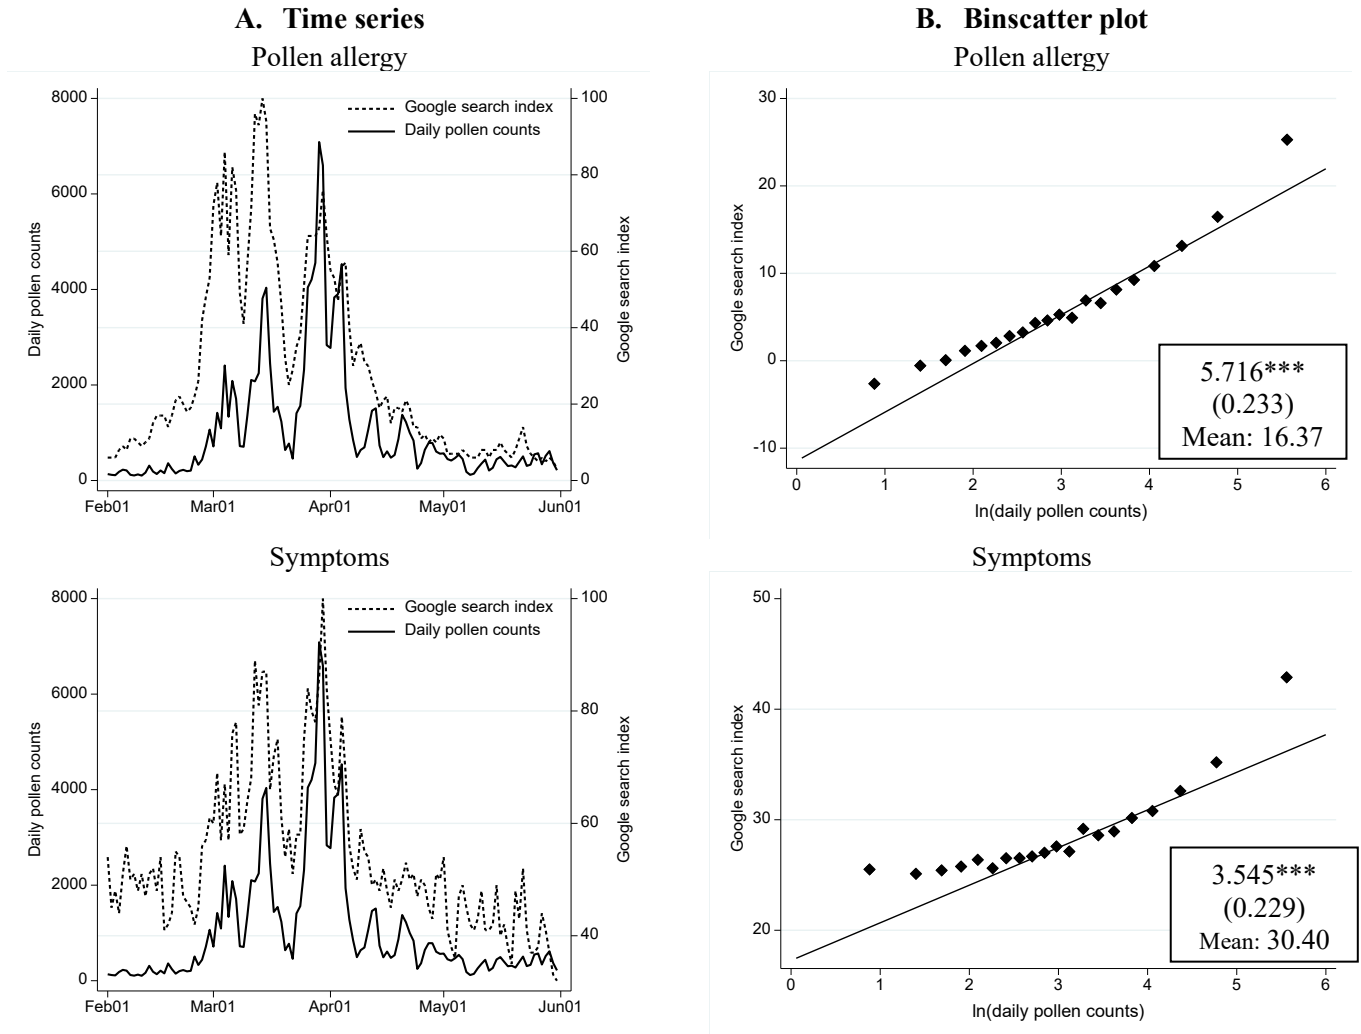 A. Time series
Pollen allergy
8000
6000
4000
2000
0
Daily pollen counts
Google search index
Daily pollen counts
100
80
60
40
20
0
Google search index
Feb01 Mar01 Apr01 May01 Jun01
B. Binscatter plot
Pollen allergy
30
20
10
0
-10
Google search index
5.716***
(0.233)
Mean: 16.37
0 1 2 3 4 5 6
ln(daily pollen counts)
Symptoms
8000
6000
4000
2000
0
Daily pollen counts
Google search index
Daily pollen counts
100
80
60
40
Google search index
Feb01 Mar01 Apr01 May01 Jun01
Symptoms
50
40
30
20
Google search index
3.545***
(0.229)
Mean: 30.40
0 1 2 3 4 5 6
ln(daily pollen counts)